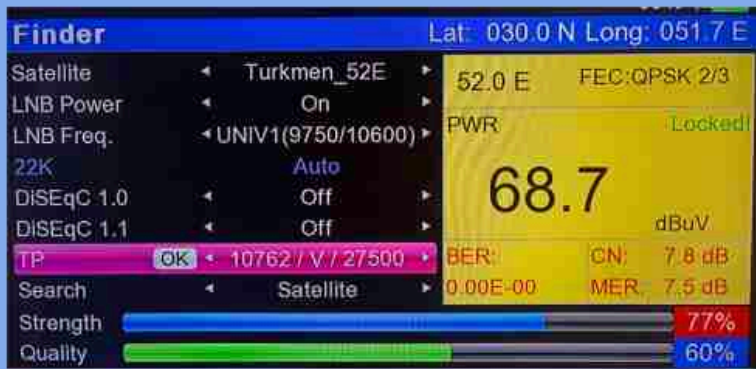 Finder
Lat: 030.0 N Long: 051.7 E
Satellite Turkmen_52E
LNB Power On
LNB Freq. UNIV1(9750/10600)
22K Auto
DiSEqC 1.0 Off
DiSEqC 1.1 Off
TP OK 10762 / V / 27500
Search Satellite
52.0 E FEC:QPSK 2/3
PWR Locked!
68.7
dBuV
BER: CN: 7.8 dB
0.00E-00 MER: 7.5 dB
Strength 77%
Quality 60%